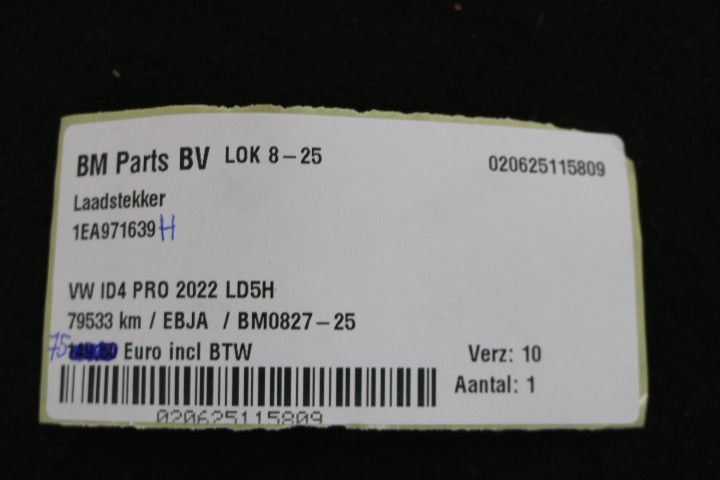 BM Parts BV LOK 8-25 020625115809
Laadstekker
1EA971639 H
VW ID4 PRO 2022 LD5H
79533 km / EBJA / BM0827-25
75 Euro incl BTW Verz: 10
Aantal: 1
020625115809